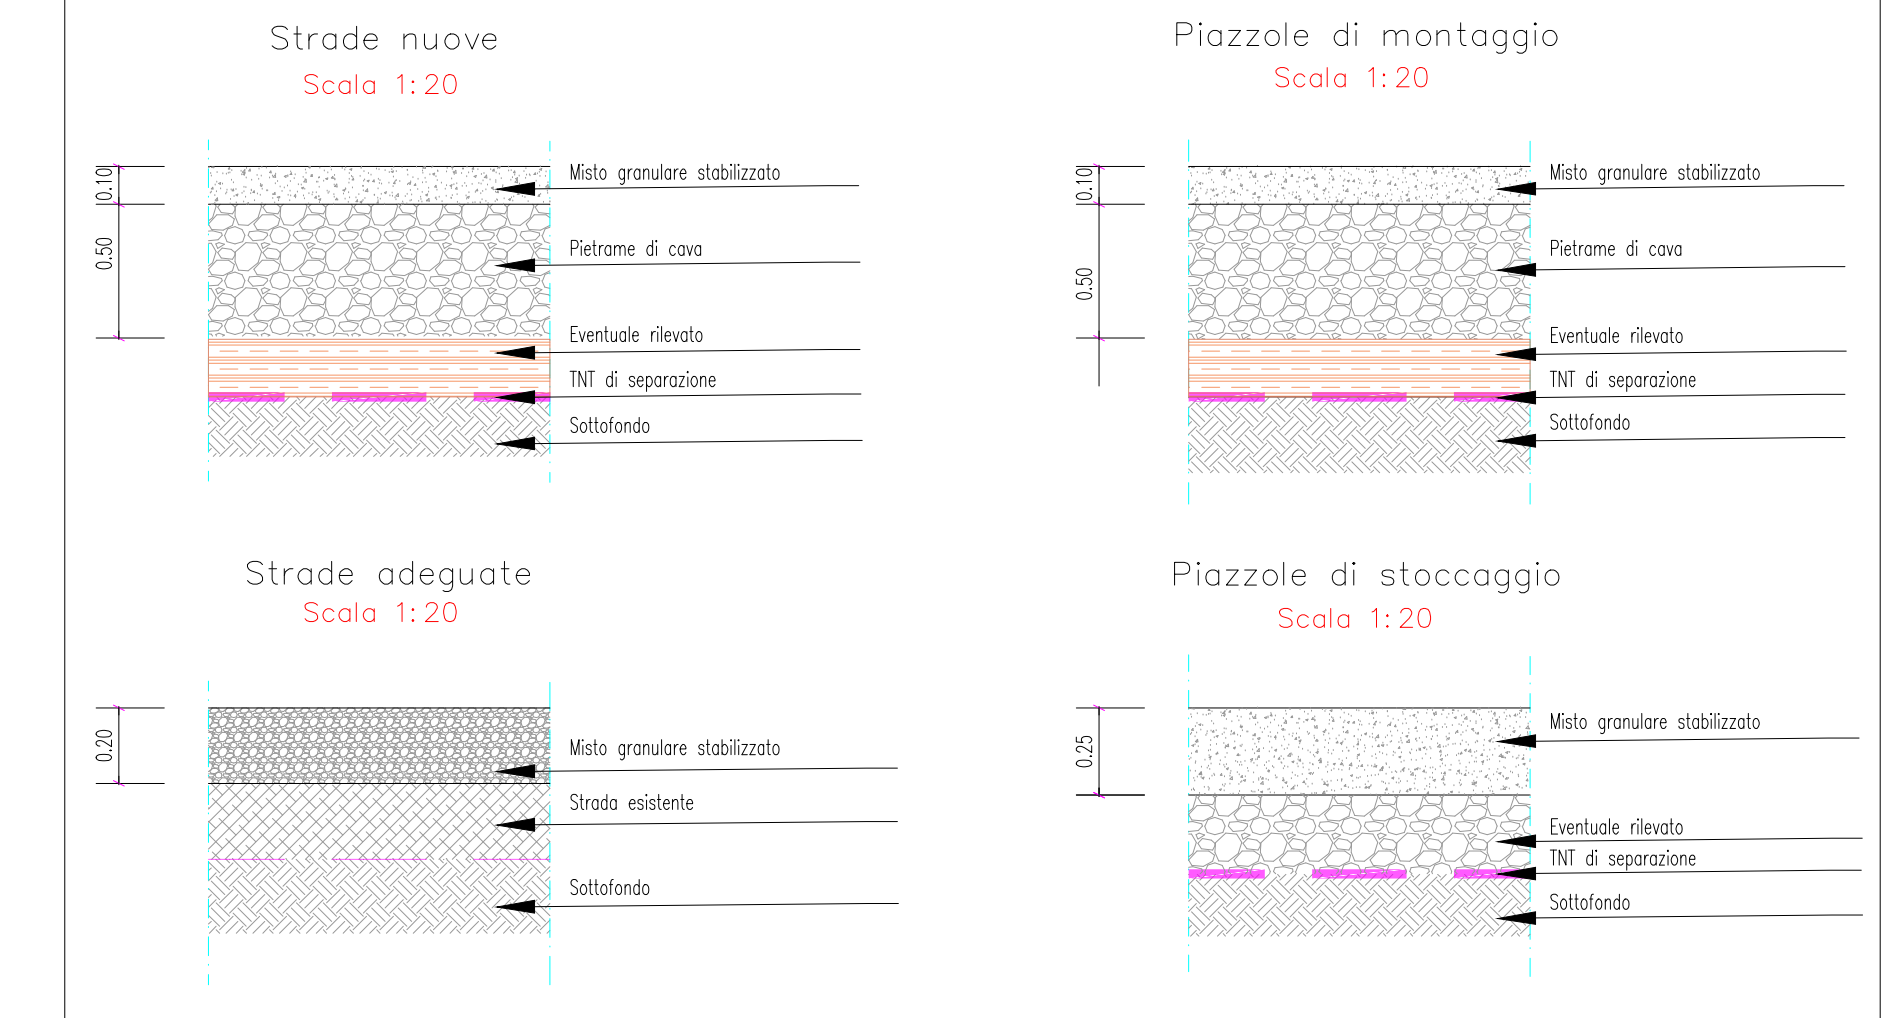 Strade nuove
Scala 1:20
0.10
0.50
Misto granulare stabilizzato
Pietrame di cava
Eventuale rilevato
TNT di separazione
Sottofondo
Piazzole di montaggio
Scala 1:20
0.10
0.50
Misto granulare stabilizzato
Pietrame di cava
Eventuale rilevato
TNT di separazione
Sottofondo
Strade adeguate
Scala 1:20
0.20
Misto granulare stabilizzato
Strada esistente
Sottofondo
Piazzole di stoccaggio
Scala 1:20
0.25
Misto granulare stabilizzato
Eventuale rilevato
TNT di separazione
Sottofondo